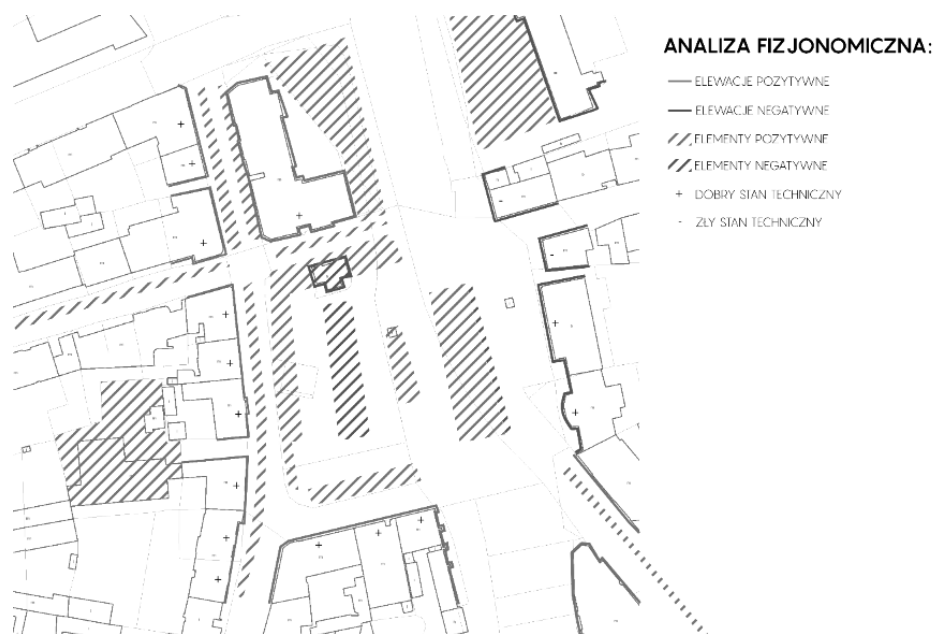 ANALIZA FIZJONOMICZNA:
ELEWACJE POZYTYWNE
ELEWACJE NEGATYWNE
ELEMENTY POZYTYWNE
ELEMENTY NEGATYWNE
+ DOBRY STAN TECHNICZNY
- ZŁY STAN TECHNICZNY